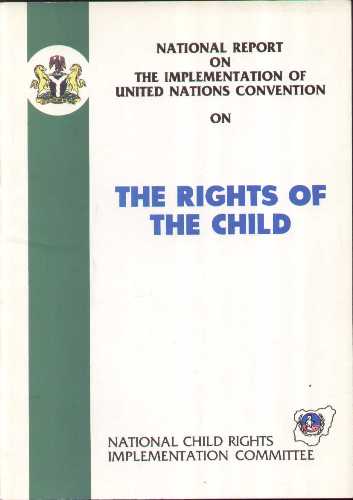 NATIONAL REPORT
ON
THE IMPLEMENTATION OF
UNITED NATIONS CONVENTION
ON
THE RIGHTS OF
THE CHILD
NATIONAL CHILD RIGHTS
IMPLEMENTATION COMMITTEE